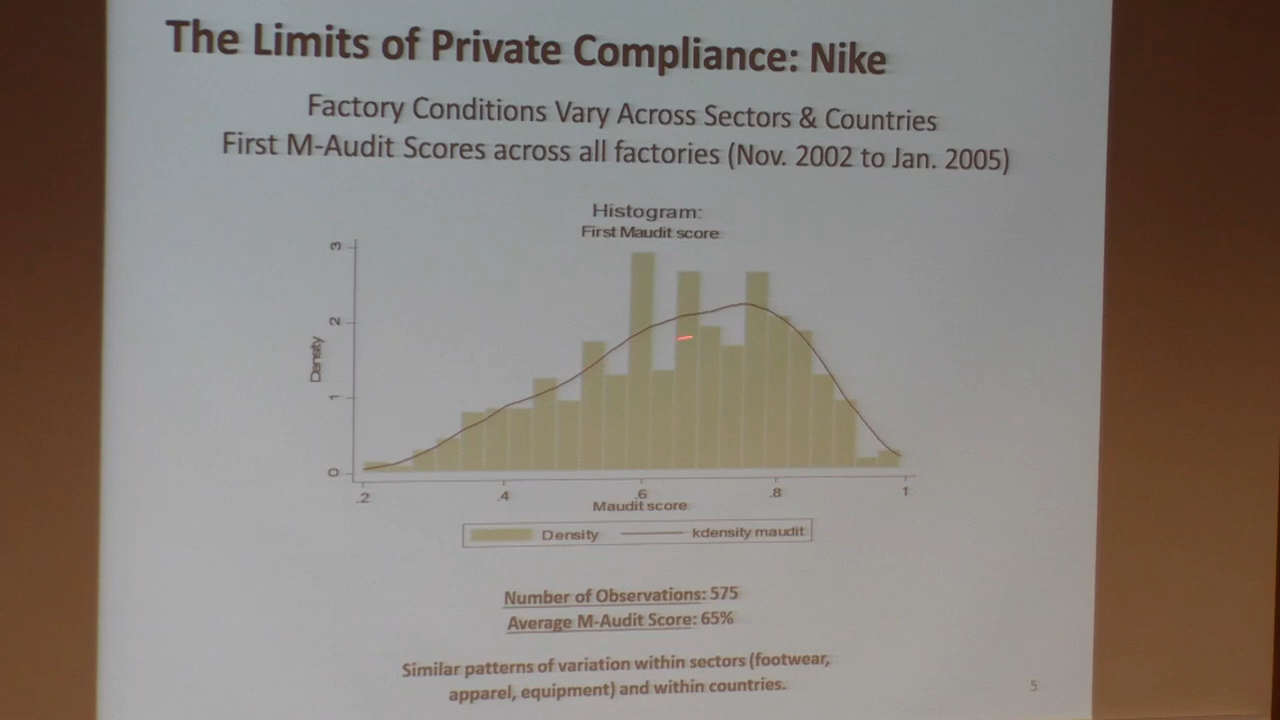 The Limits of Private Compliance: Nike
Factory Conditions Vary Across Sectors & Countries
First M-Audit Scores across all factories (Nov. 2002 to Jan. 2005)
Histogram:
First Maudit score
3
2
1
0
Density
.2 .4 .6 .8 1
Maudit score
Density kdensity maudit
Number of Observations: 575
Average M-Audit Score: 65%
Similar patterns of variation within sectors (footwear,
apparel, equipment) and within countries.
5